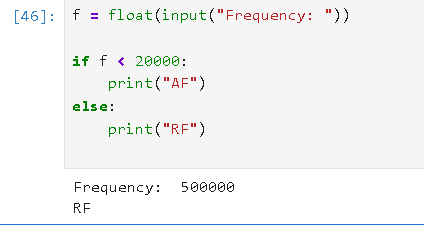 [46]: f = float(input("Frequency: "))
if f < 20000:
    print("AF")
else:
    print("RF")
Frequency:  500000
RF